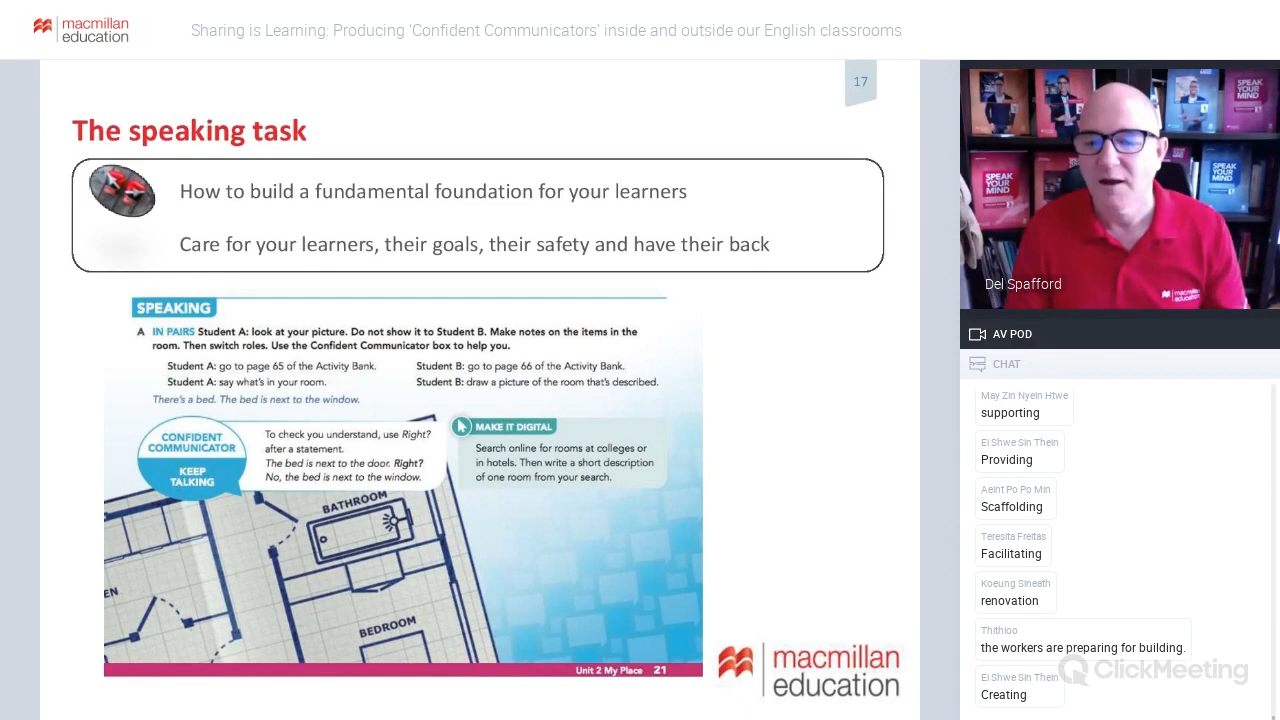 macmillan
education
Sharing is Learning: Producing ‘Confident Communicators’ inside and outside our English classrooms
17
The speaking task
How to build a fundamental foundation for your learners
Care for your learners, their goals, their safety and have their back
SPEAKING
A IN PAIRS Student A: look at your picture. Do not show it to Student B. Make notes on the items in the
room. Then switch roles. Use the Confident Communicator box to help you.
Student A: go to page 65 of the Activity Bank.
Student B: go to page 66 of the Activity Bank.
Student A: say what's in your room.
Student B: draw a picture of the room that's described.
There's a bed. The bed is next to the window.
CONFIDENT
COMMUNICATOR
KEEP
TALKING
To check you understand, use Right?
after a statement.
The bed is next to the door. Right?
No, the bed is next to the window.
MAKE IT DIGITAL
Search online for rooms at colleges or
in hotels. Then write a short description
of one room from your search.
BATHROOM
EN
BEDROOM
Unit 2 My Place 21
macmillan
education
SPEAK
YOUR
MIND
SPEAK
YOUR
MIND
SPEAK
YOUR
MIND
macmillan
education
Del Spafford
AV POD
CHAT
May Zin Nyein Htwe
supporting
Ei Shwe Sin Thein
Providing
Aeint Po Po Min
Scaffolding
Teresita Freitas
Facilitating
Koeung Sineath
renovation
Thithioo
the workers are preparing for building.
Ei Shwe Sin Thein
Creating
ClickMeeting